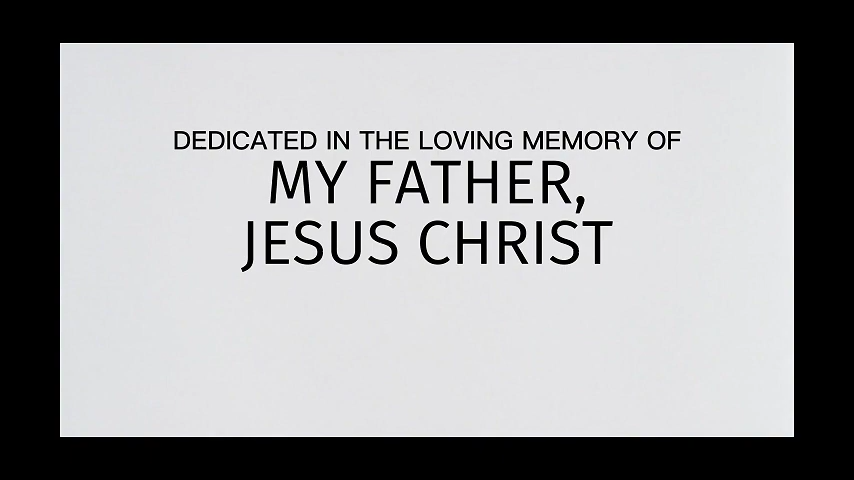 DEDICATED IN THE LOVING MEMORY OF
MY FATHER,
JESUS CHRIST